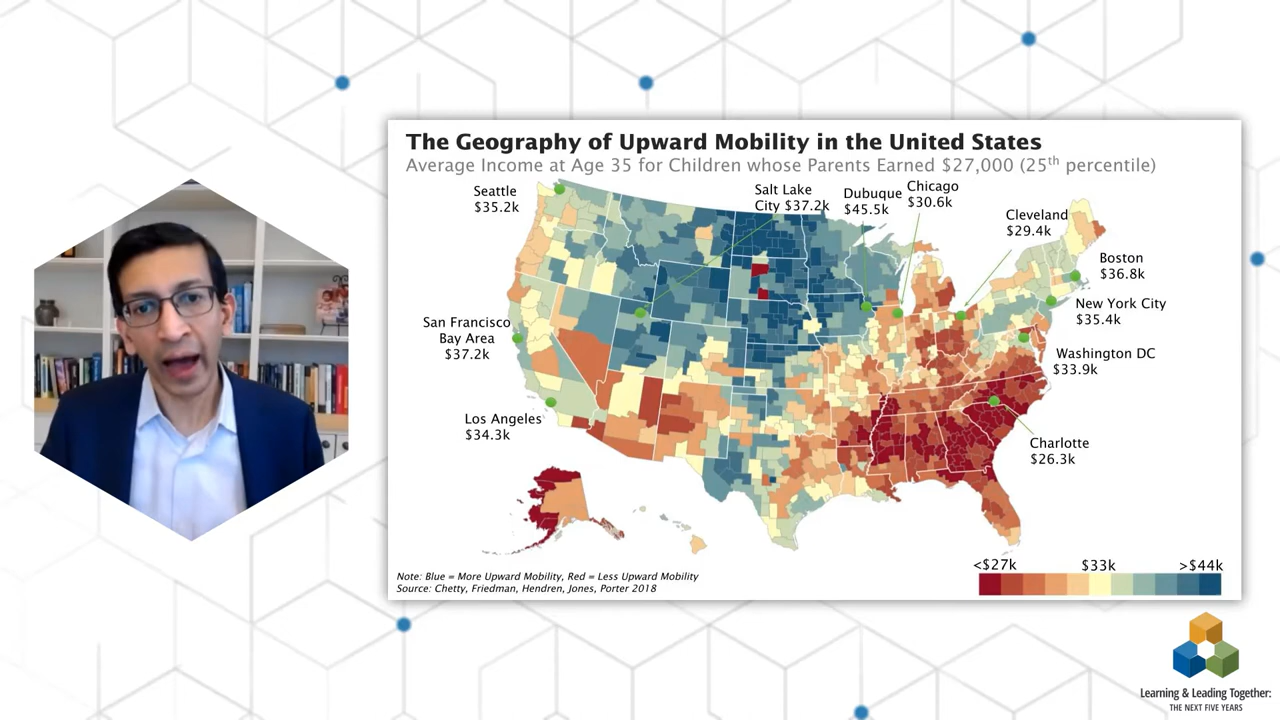 The Geography of Upward Mobility in the United States
Average Income at Age 35 for Children whose Parents Earned $27,000 (25th percentile)
Seattle
$35.2k
Salt Lake
City $37.2k
Dubuque
$45.5k
Chicago
$30.6k
Cleveland
$29.4k
Boston
$36.8k
New York City
$35.4k
San Francisco
Bay Area
$37.2k
Washington DC
$33.9k
Los Angeles
$34.3k
Charlotte
$26.3k
<$27k
$33k
>$44k
Note: Blue = More Upward Mobility, Red = Less Upward Mobility
Source: Chetty, Friedman, Hendren, Jones, Porter 2018
Learning & Leading Together:
THE NEXT FIVE YEARS